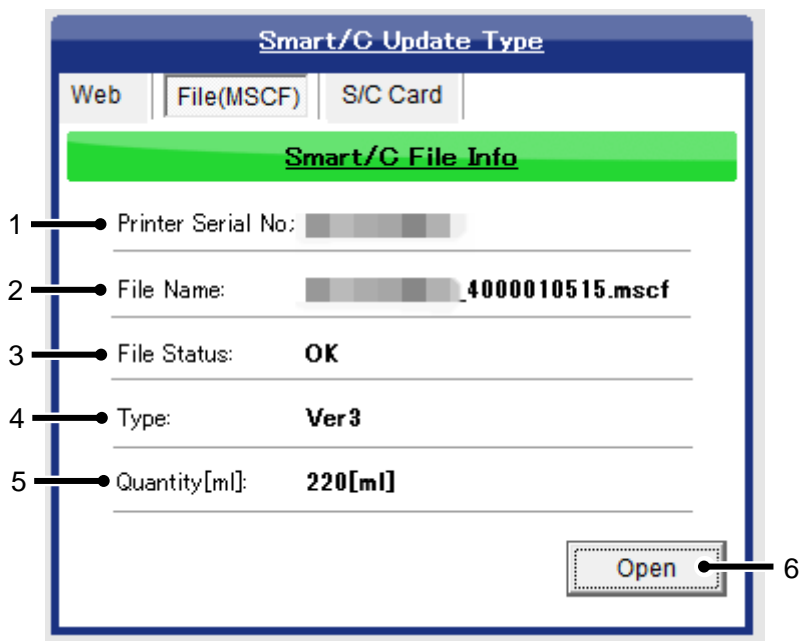 Smart/C Update Type
Web File(MSCF) S/C Card
Smart/C File Info
1 Printer Serial No:
2 File Name: _4000010515.mscf
3 File Status: OK
4 Type: Ver3
5 Quantity[ml]: 220[ml]
Open 6